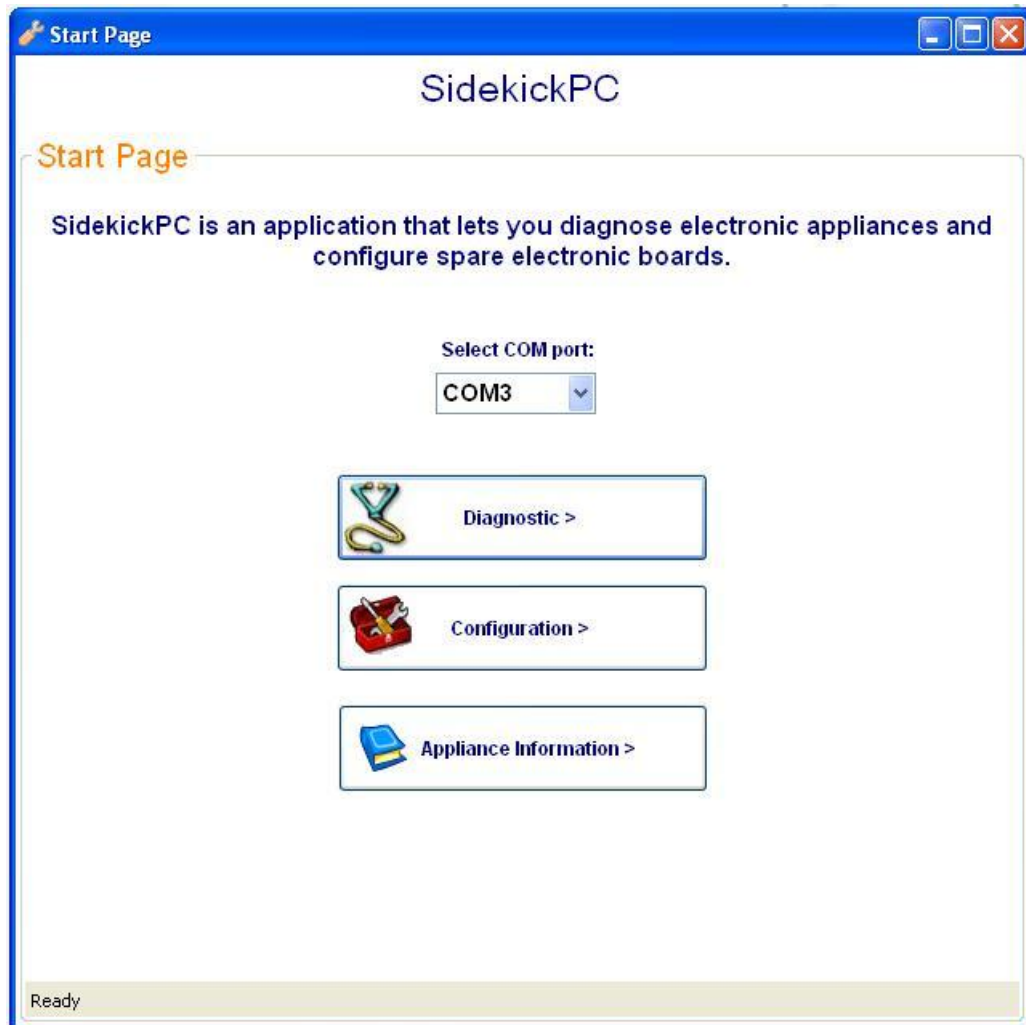 Start Page
SidekickPC
Start Page
SidekickPC is an application that lets you diagnose electronic appliances and
configure spare electronic boards.
Select COM port:
COM3
Diagnostic >
Configuration >
Appliance Information >
Ready